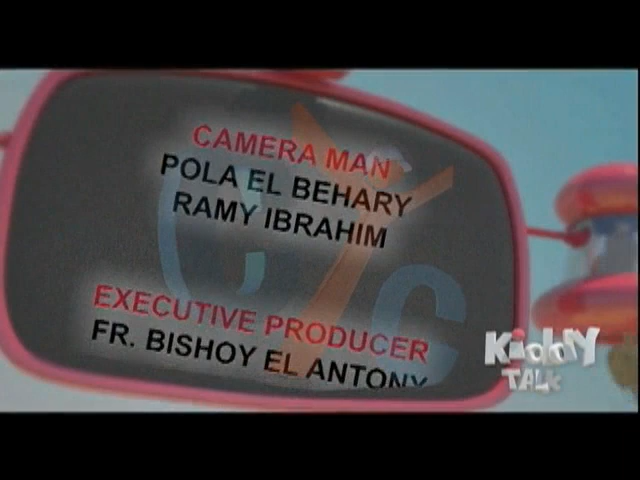 CAMERA MAN
POLA EL BEHARY
RAMY IBRAHIM
EXECUTIVE PRODUCER
FR. BISHOY EL ANTONY
KiddY
TALK